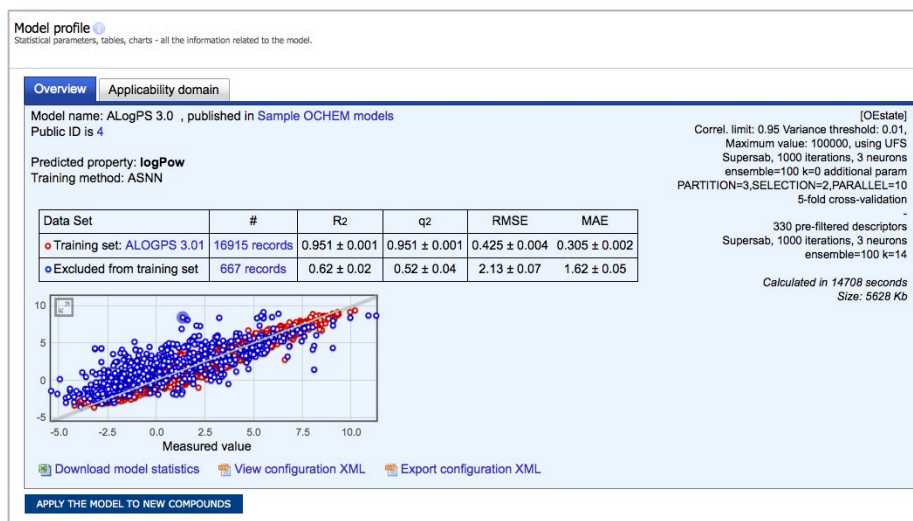 Model profile
Statistical parameters, tables, charts - all the information related to the model.
Overview Applicability domain
Model name: ALogPS 3.0 , published in Sample OCHEM models
Public ID is 4
Predicted property: logPow
Training method: ASNN
[OEstate]
Correl. limit: 0.95 Variance threshold: 0.01,
Maximum value: 100000, using UFS
Supersab, 1000 iterations, 3 neurons
ensemble=100 k=0 additional param
PARTITION=3,SELECTION=2,PARALLEL=10
5-fold cross-validation
-
330 pre-filtered descriptors
Supersab, 1000 iterations, 3 neurons
ensemble=100 k=14
Calculated in 14708 seconds
Size: 5628 Kb
Data Set # R2 q2 RMSE MAE
Training set: ALOGPS 3.01 16915 records 0.951 ± 0.001 0.951 ± 0.001 0.425 ± 0.004 0.305 ± 0.002
Excluded from training set 667 records 0.62 ± 0.02 0.52 ± 0.04 2.13 ± 0.07 1.62 ± 0.05
10
5
0
-5
-5.0 -2.5 0.0 2.5 5.0 7.5 10.0
Measured value
Download model statistics View configuration XML Export configuration XML
APPLY THE MODEL TO NEW COMPOUNDS